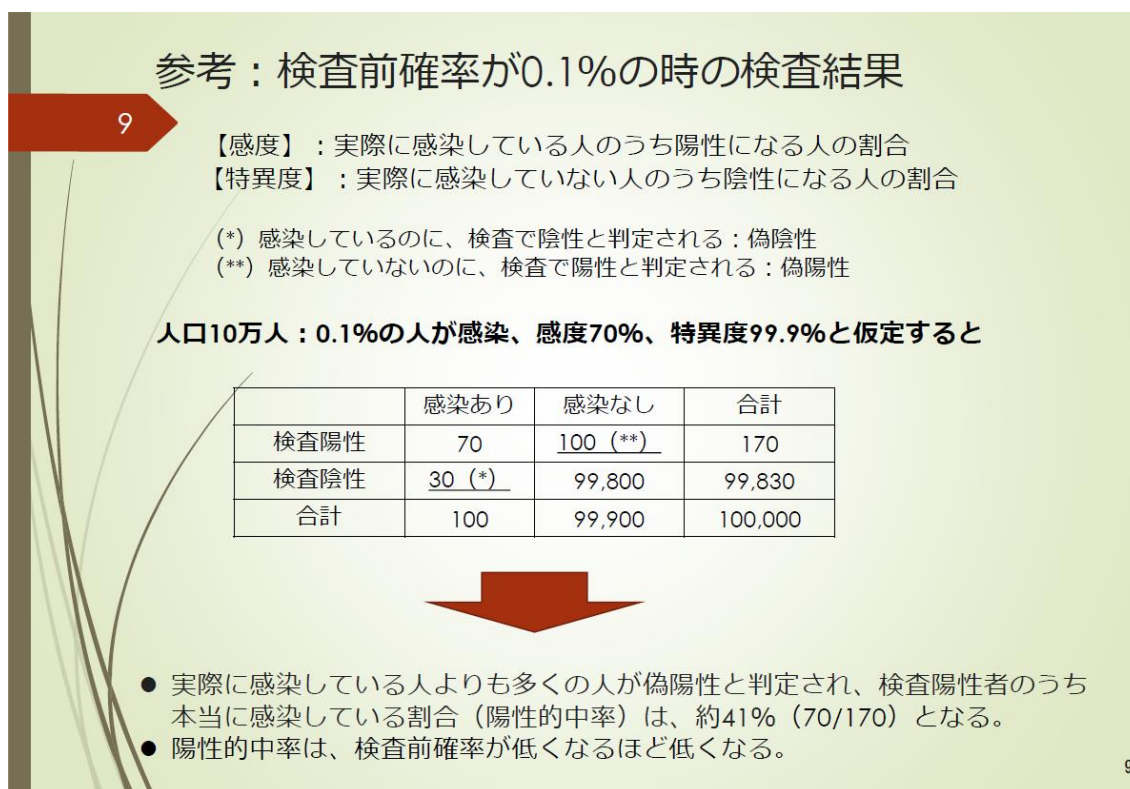 参考：検査前確率が0.1%の時の検査結果
9
【感度】：実際に感染している人のうち陽性になる人の割合
【特異度】：実際に感染していない人のうち陰性になる人の割合
(*) 感染しているのに、検査で陰性と判定される：偽陰性
(**) 感染していないのに、検査で陽性と判定される：偽陽性
人口10万人：0.1%の人が感染、感度70%、特異度99.9%と仮定すると
感染あり 感染なし 合計
検査陽性 70 100 (**) 170
検査陰性 30 (*) 99,800 99,830
合計 100 99,900 100,000
● 実際に感染している人よりも多くの人が偽陽性と判定され、検査陽性者のうち
本当に感染している割合（陽性的中率）は、約41%（70/170）となる。
● 陽性的中率は、検査前確率が低くなるほど低くなる。
9